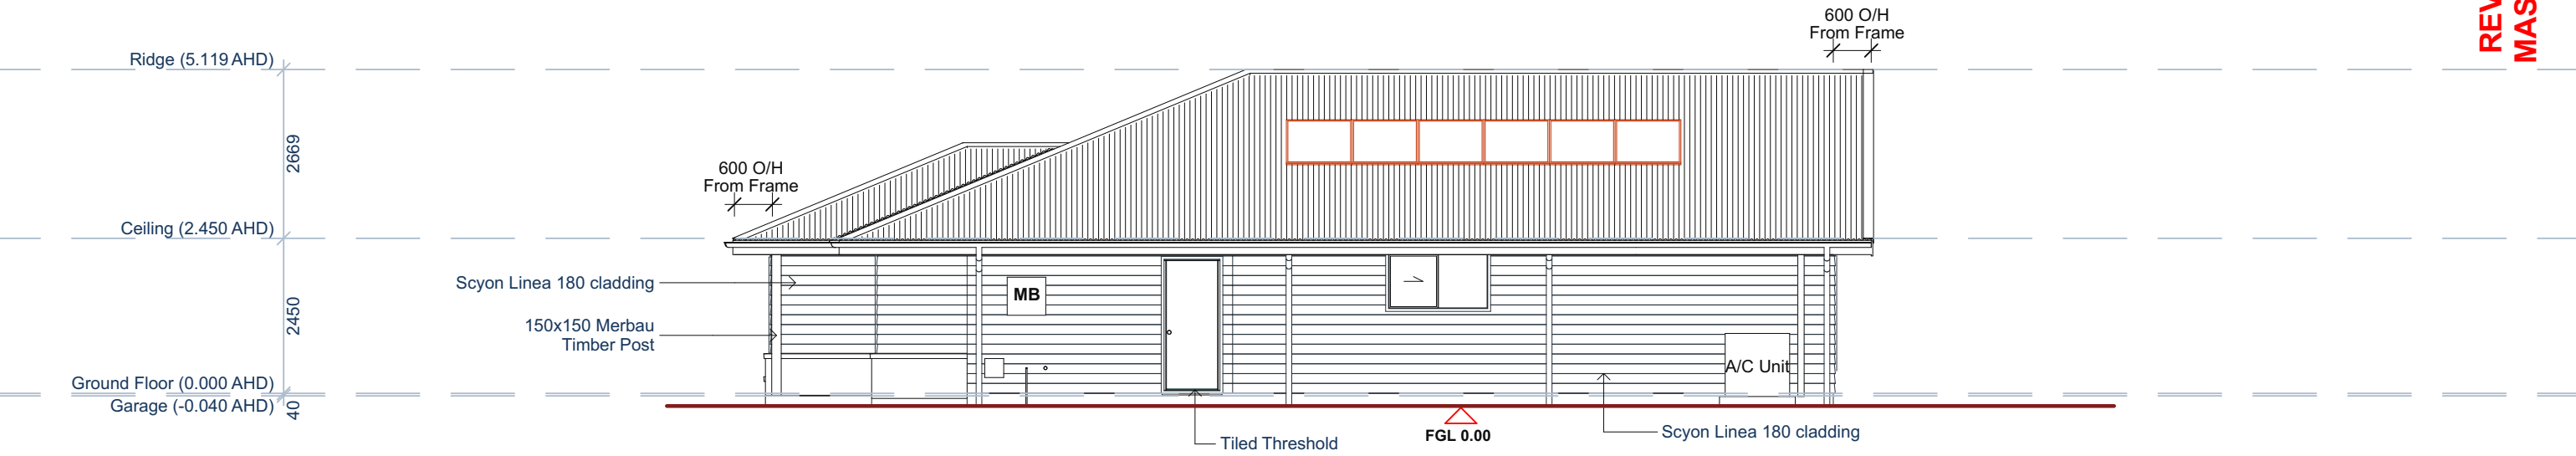 600 O/H
From Frame
REV
MAS
Ridge (5.119 AHD)
2669
600 O/H
From Frame
Ceiling (2.450 AHD)
Scyon Linea 180 cladding
MB
2450
150x150 Merbau
Timber Post
A/C Unit
Ground Floor (0.000 AHD)
Garage (-0.040 AHD)
40
FGL 0.00
Scyon Linea 180 cladding
Tiled Threshold